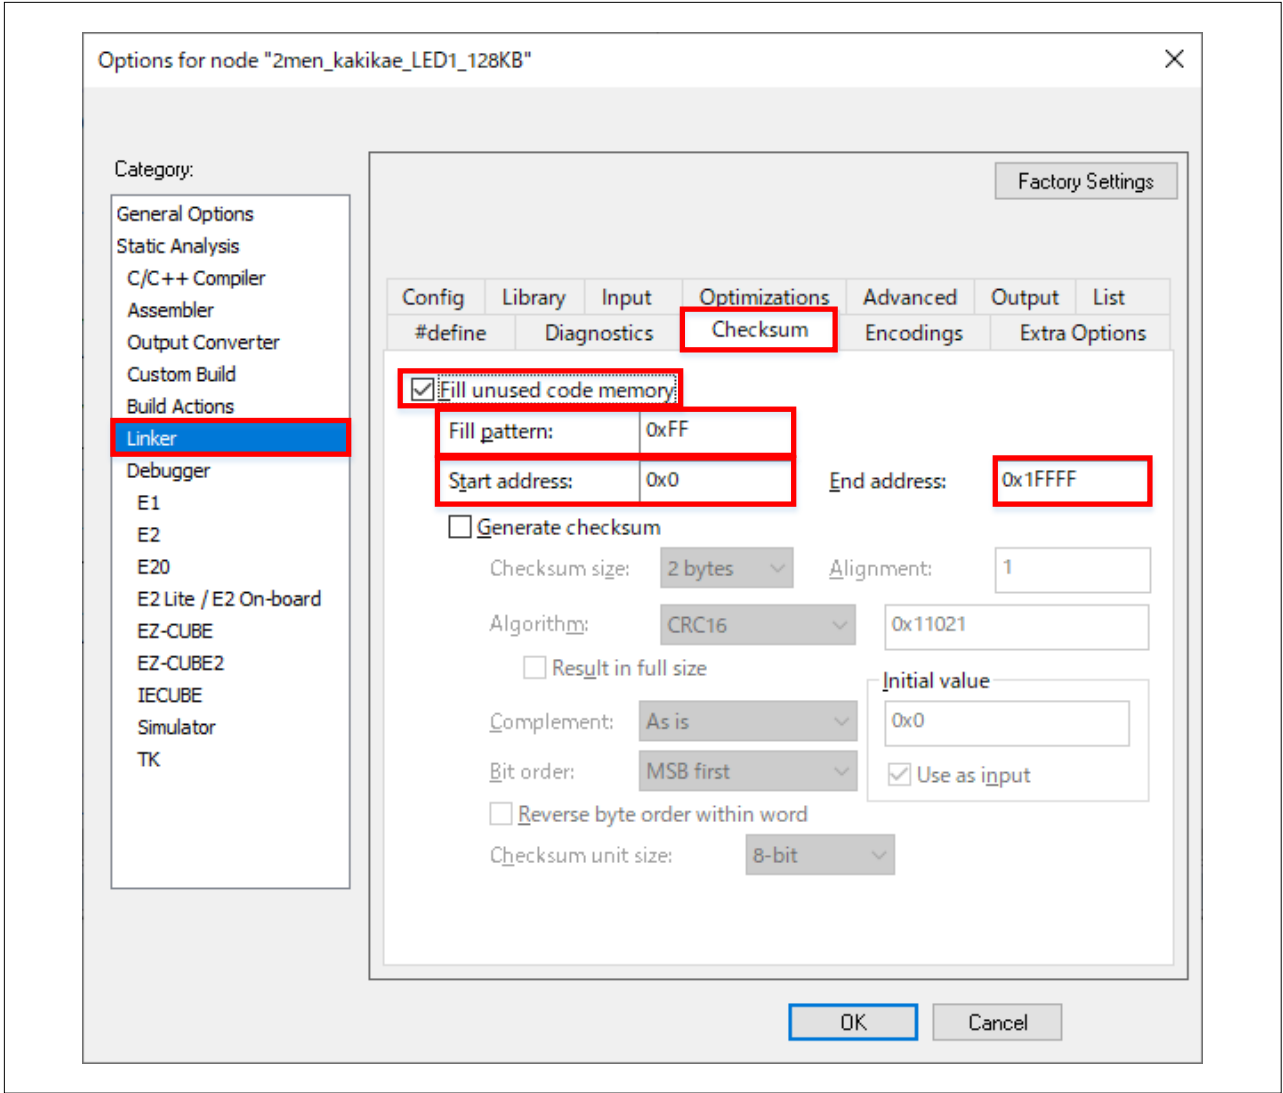 Options for node "2men_kakikae_LED1_128KB"
Category:
Factory Settings
General Options
Static Analysis
C/C++ Compiler
Assembler
Output Converter
Custom Build
Build Actions
Linker
Debugger
E1
E2
E20
E2 Lite / E2 On-board
EZ-CUBE
EZ-CUBE2
IECUBE
Simulator
TK
Config Library Input Optimizations Advanced Output List
#define Diagnostics Checksum Encodings Extra Options
Fill unused code memory
Fill pattern: 0xFF
Start address: 0x0 End address: 0x1FFFF
Generate checksum
Checksum size: 2 bytes Alignment: 1
Algorithm: CRC16 0x11021
Result in full size
Initial value
Complement: As is 0x0
Bit order: MSB first Use as input
Reverse byte order within word
Checksum unit size: 8-bit
OK Cancel